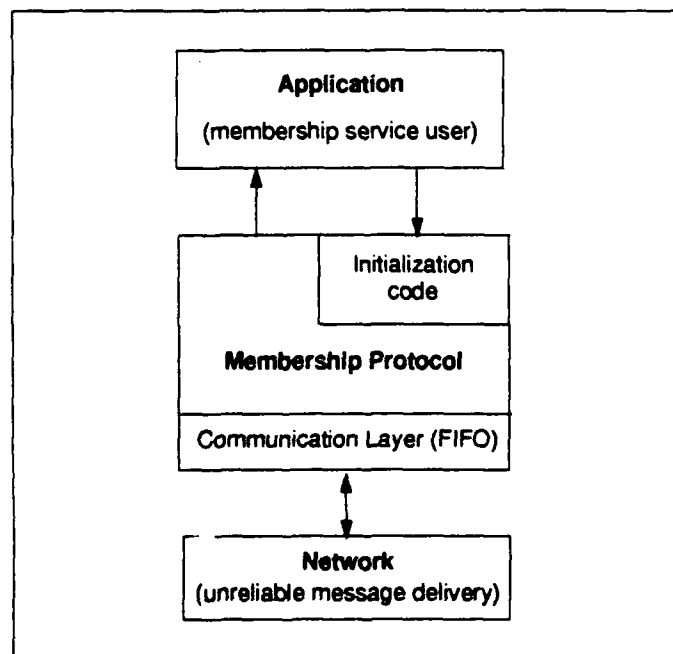 Application
(membership service user)
Initialization
code
Membership Protocol
Communication Layer (FIFO)
Network
(unreliable message delivery)